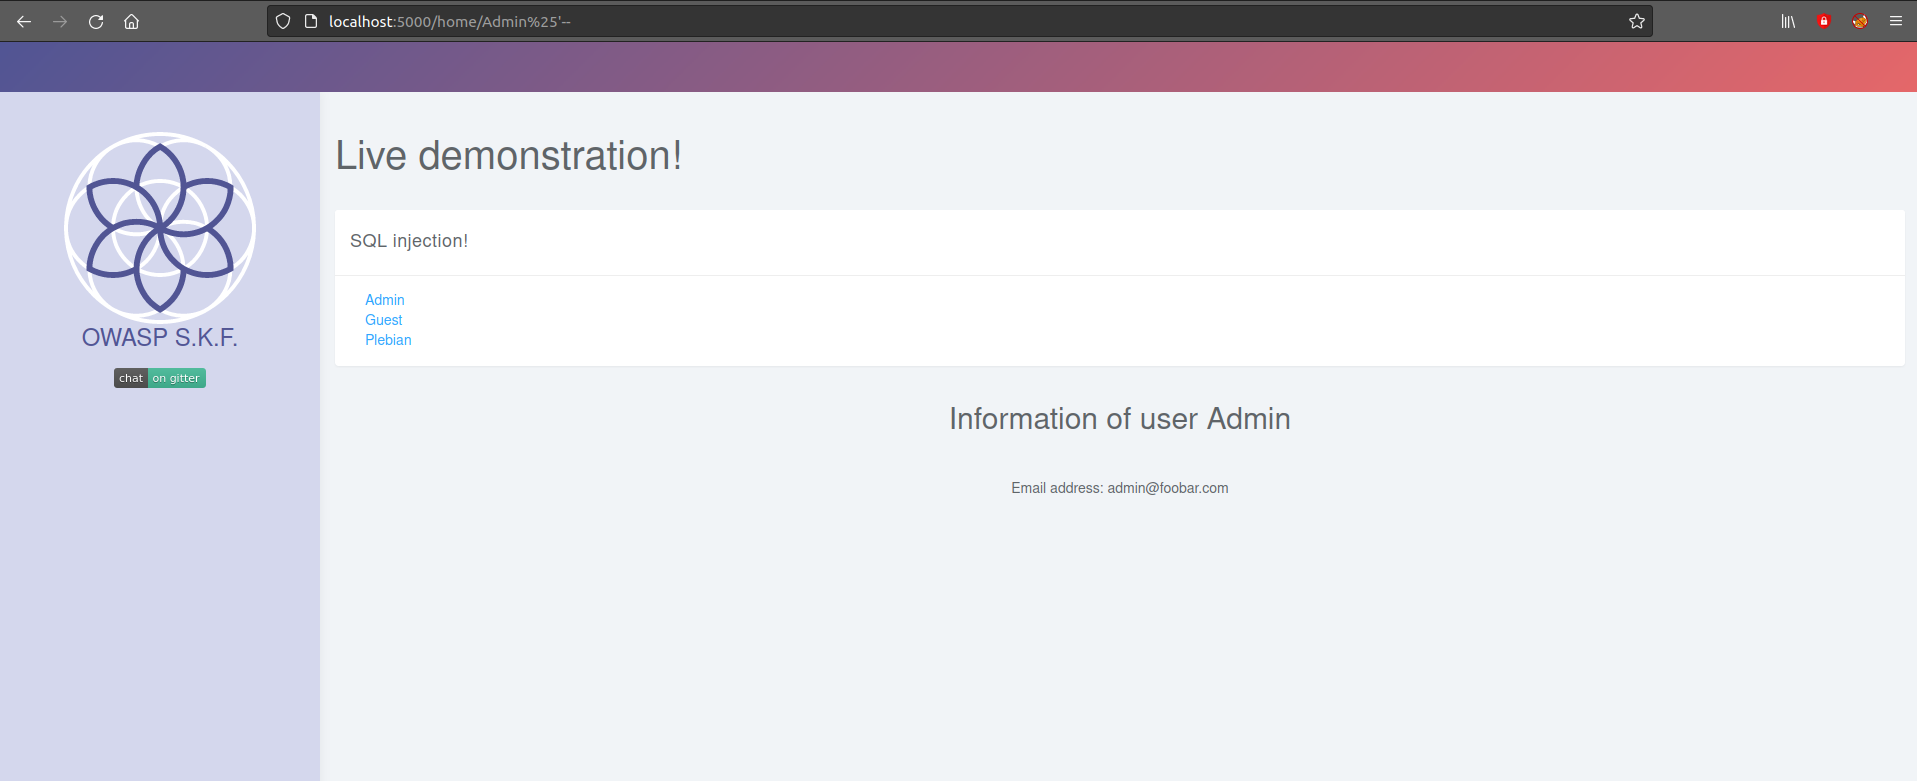 localhost:5000/home/Admin%25'--
OWASP S.K.F.
chat on gitter
Live demonstration!
SQL injection!
Admin
Guest
Plebian
Information of user Admin
Email address: admin@foobar.com